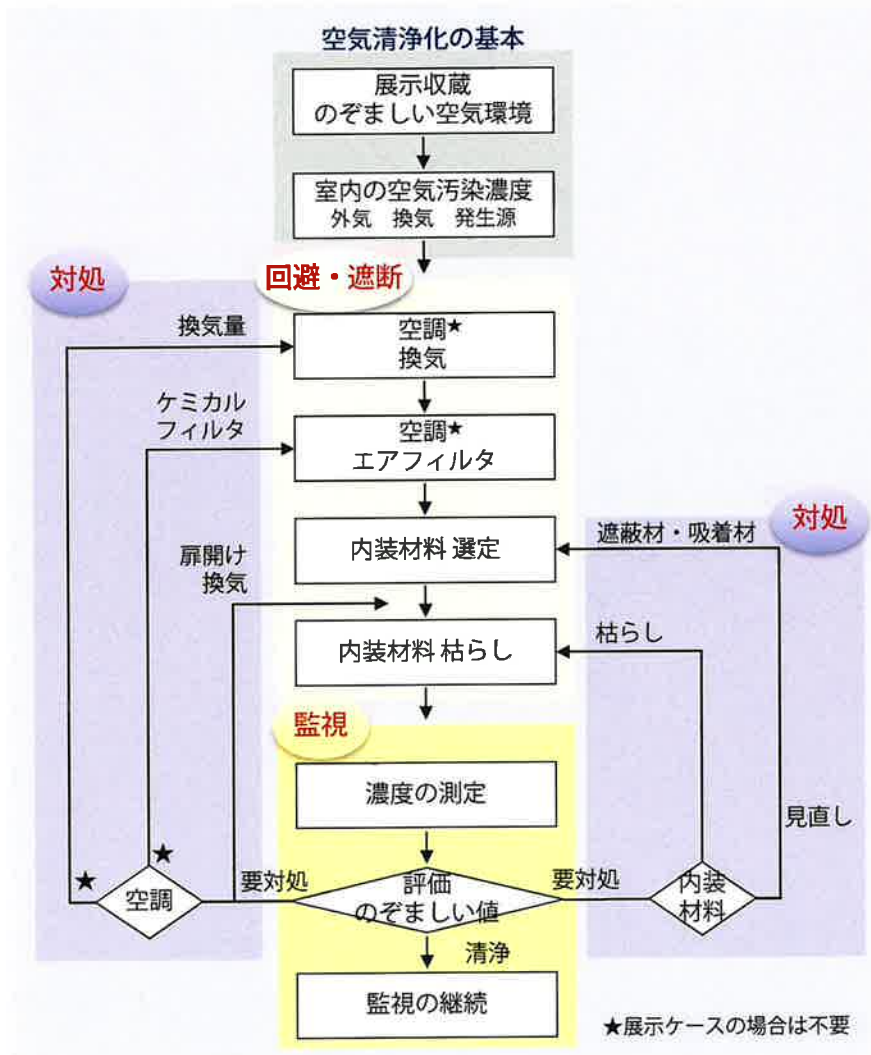 空気清浄化の基本
展示収蔵
のぞましい空気環境
室内の空気汚染濃度
外気 換気 発生源
対処
回避・遮断
換気量
空調★
換気
ケミカル
フィルタ
空調★
エアフィルタ
対処
遮蔽材・吸着材
内装材料 選定
扉開け
換気
枯らし
内装材料 枯らし
監視
濃度の測定
見直し
★
★
空調
要対処
評価
のぞましい値
要対処
内装
材料
清浄
監視の継続
★展示ケースの場合は不要